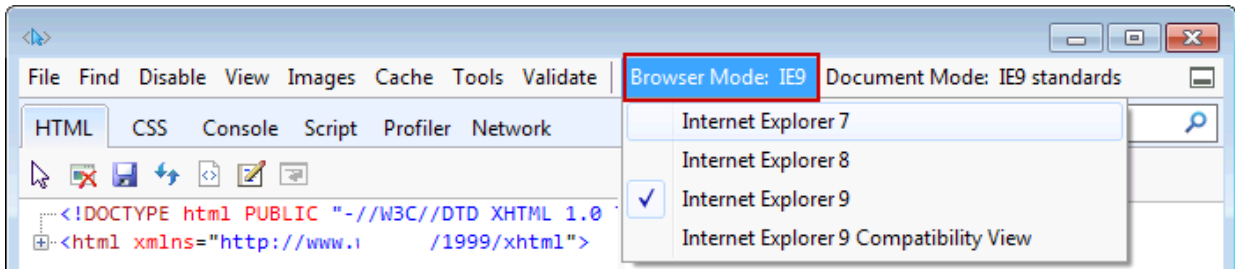 File Find Disable View Images Cache Tools Validate Browser Mode: IE9 Document Mode: IE9 standards
HTML CSS Console Script Profiler Network
Internet Explorer 7
Internet Explorer 8
Internet Explorer 9
Internet Explorer 9 Compatibility View
<!DOCTYPE html PUBLIC "-//W3C//DTD XHTML 1.0
<html xmlns="http://www. /1999/xhtml">